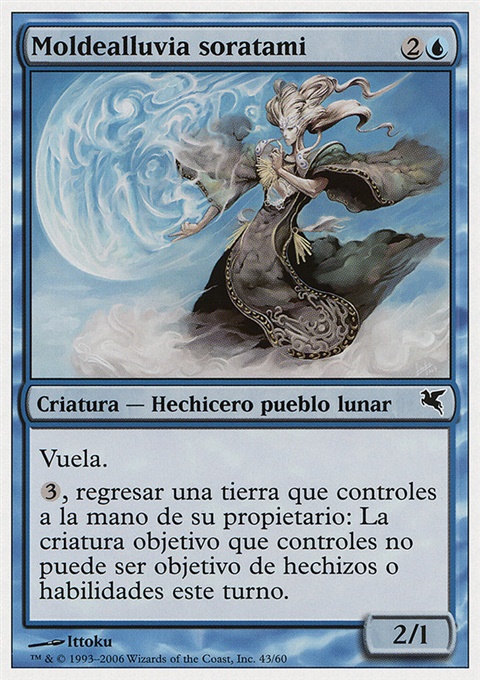 Moldealluvia soratami 2
Criatura — Hechicero pueblo lunar
Vuela.
3, regresar una tierra que controles
a la mano de su propietario: La
criatura objetivo que controles no
puede ser objetivo de hechizos o
habilidades este turno.
Ittoku
2/1
™ & © 1993–2006 Wizards of the Coast, Inc. 43/60